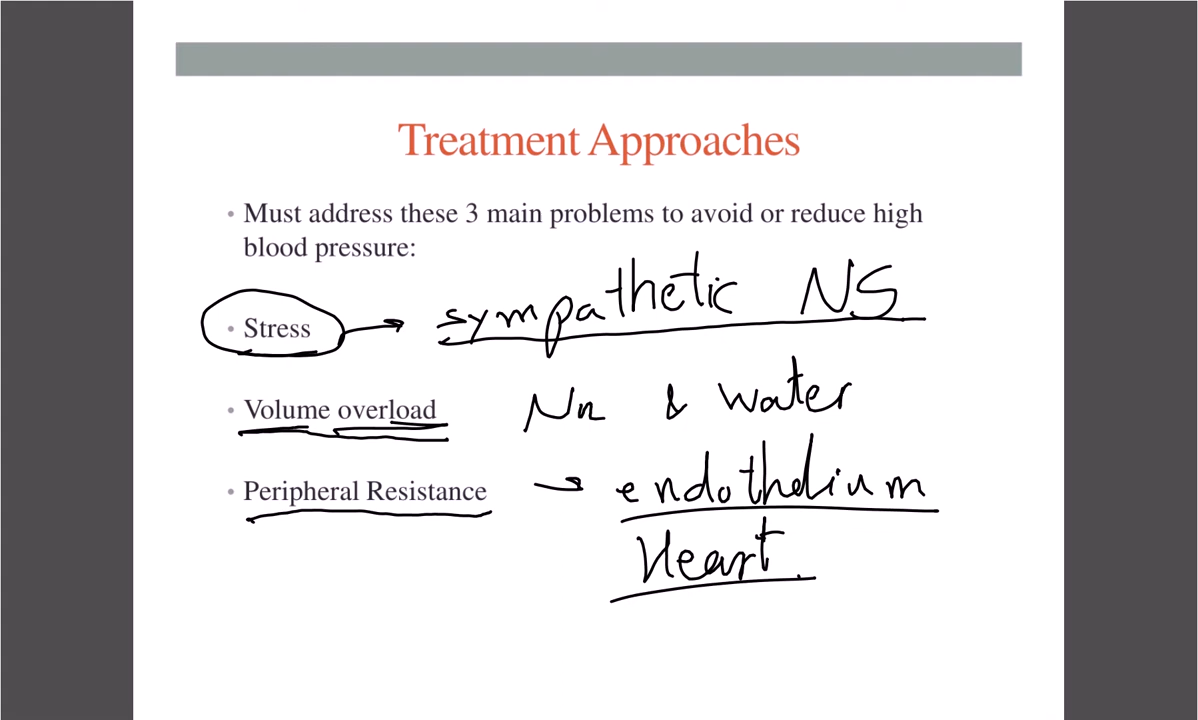 Treatment Approaches
• Must address these 3 main problems to avoid or reduce high
blood pressure:
• Stress → sympathetic NS
• Volume overload Na & water
• Peripheral Resistance → endothelium
Heart.